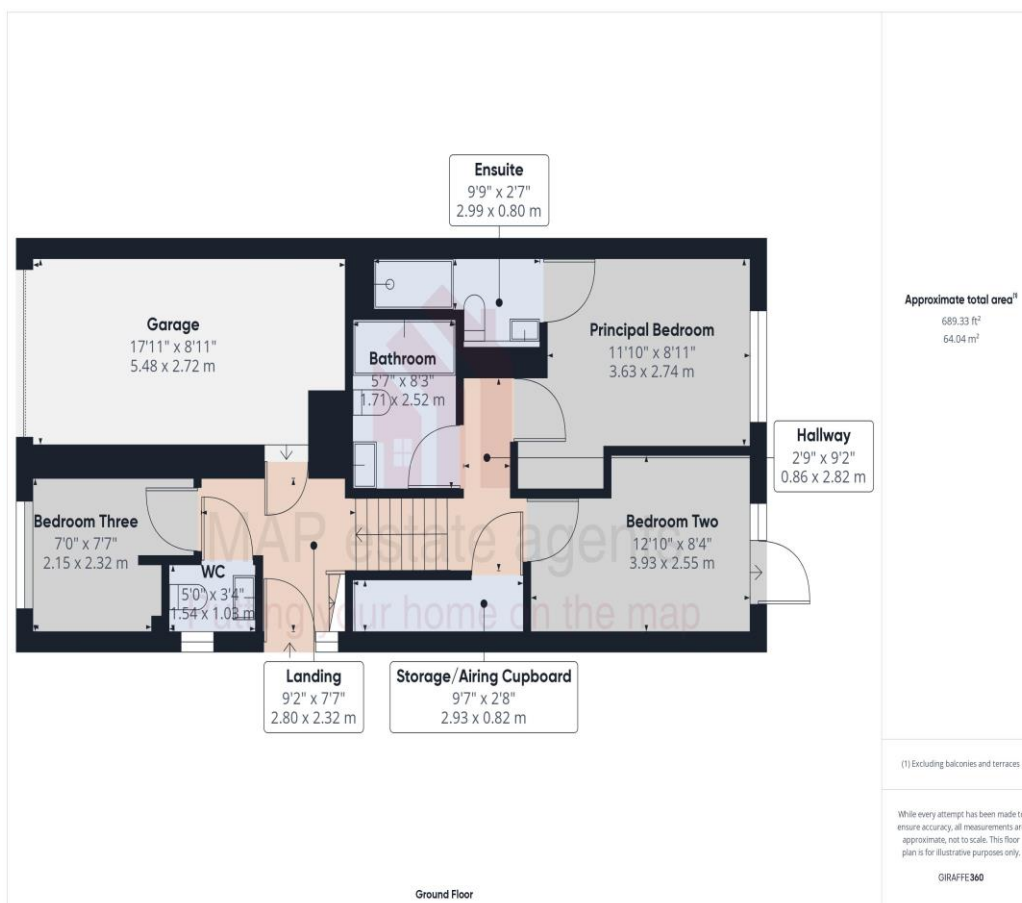 Ensuite
9'9" x 2'7"
2.99 x 0.80 m
Garage
17'11" x 8'11"
5.48 x 2.72 m
Bathroom
5'7" x 8'3"
1.71 x 2.52 m
Principal Bedroom
11'10" x 8'11"
3.63 x 2.74 m
Hallway
2'9" x 9'2"
0.86 x 2.82 m
Bedroom Three
7'0" x 7'7"
2.15 x 2.32 m
WC
5'0" x 3'4"
1.54 x 1.03 m
Bedroom Two
12'10" x 8'4"
3.93 x 2.55 m
MAP estate agents
Putting your home on the map
Landing
9'2" x 7'7"
2.80 x 2.32 m
Storage/Airing Cupboard
9'7" x 2'8"
2.93 x 0.82 m
Ground Floor
Approximate total area(1)
689.33 ft²
64.04 m²
(1) Excluding balconies and terraces
While every attempt has been made to
ensure accuracy, all measurements are
approximate, not to scale. This floor
plan is for illustrative purposes only.
GIRAFFE360